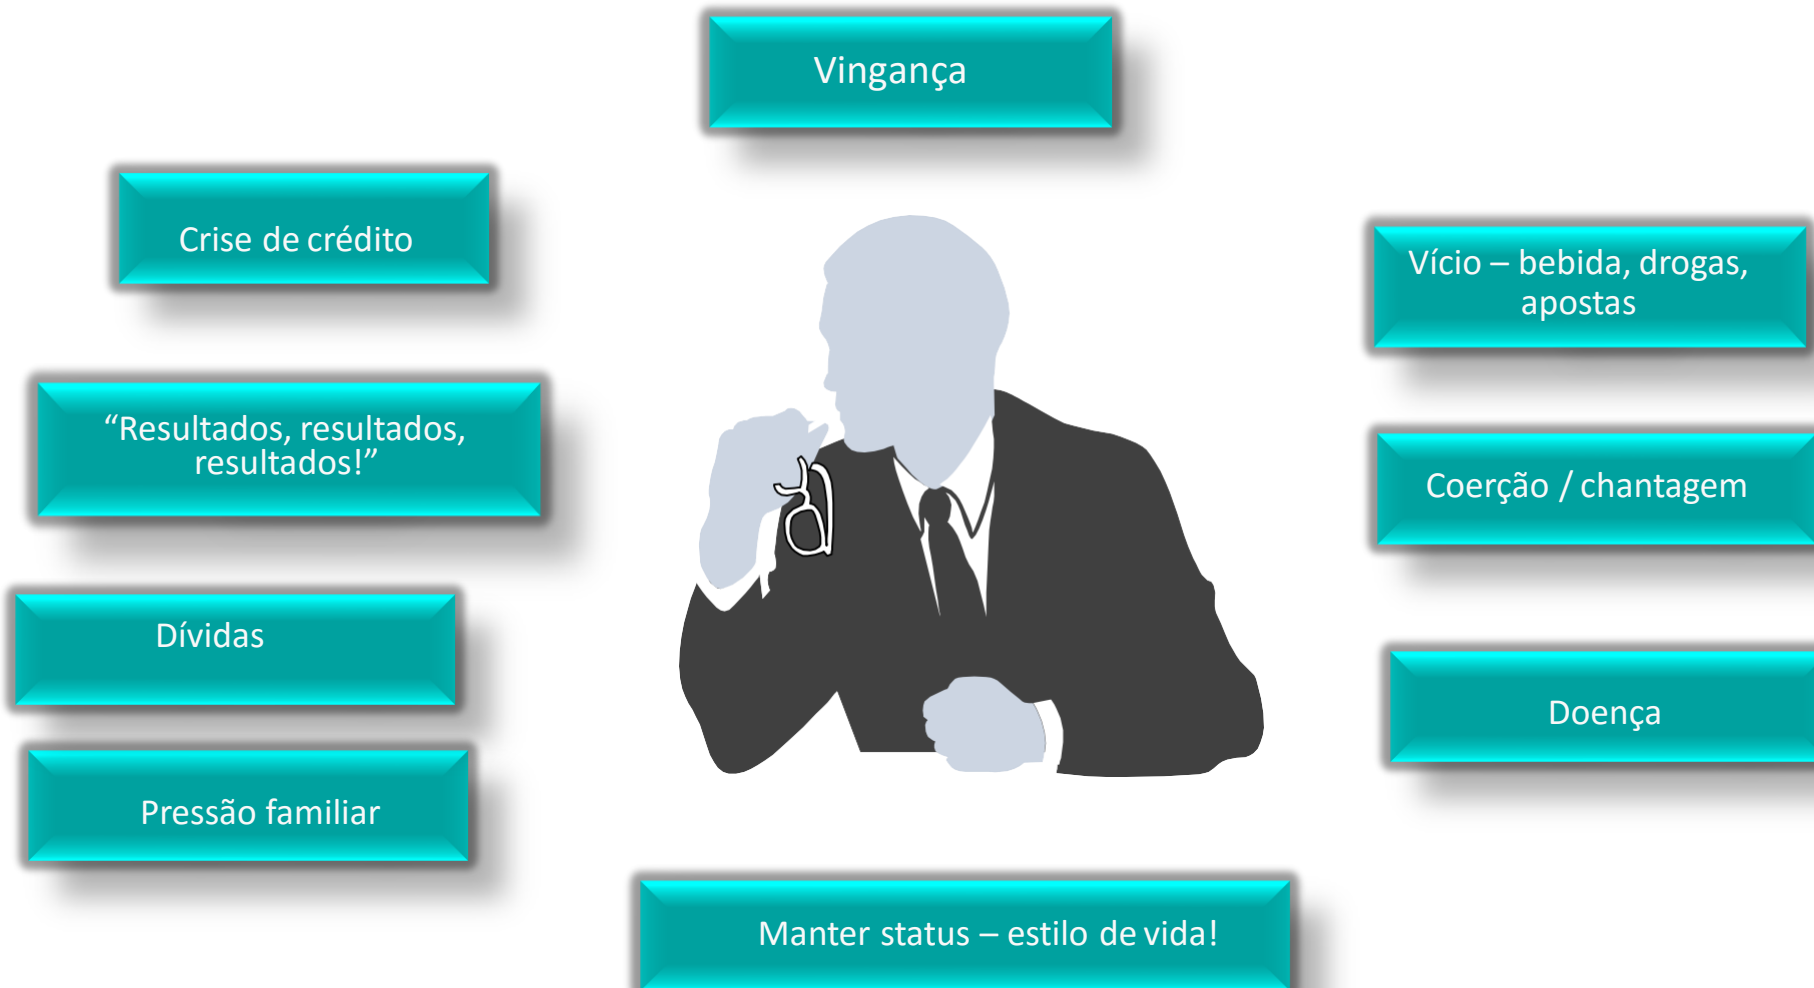 Vingança
Crise de crédito
Vício – bebida, drogas,
apostas
“Resultados, resultados,
resultados!”
Coerção / chantagem
Dívidas
Doença
Pressão familiar
Manter status – estilo de vida!